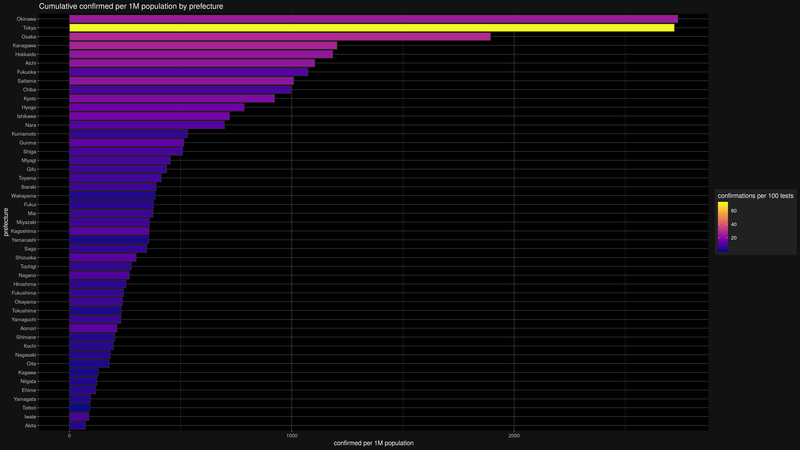 Cumulative confirmed per 1M population by prefecture
prefecture
Okinawa
Tokyo
Osaka
Kanagawa
Hokkaido
Aichi
Fukuoka
Saitama
Chiba
Kyoto
Hyogo
Ishikawa
Nara
Kumamoto
Gunma
Shiga
Miyagi
Gifu
Toyama
Ibaraki
Wakayama
Fukui
Mie
Miyazaki
Kagoshima
Yamanashi
Saga
Shizuoka
Tochigi
Nagano
Hiroshima
Fukushima
Okayama
Tokushima
Yamaguchi
Aomori
Shimane
Kochi
Nagasaki
Oita
Kagawa
Niigata
Ehime
Yamagata
Tottori
Iwate
Akita
0 1000 2000
confirmed per 1M population
confirmations per 100 tests
60
40
20